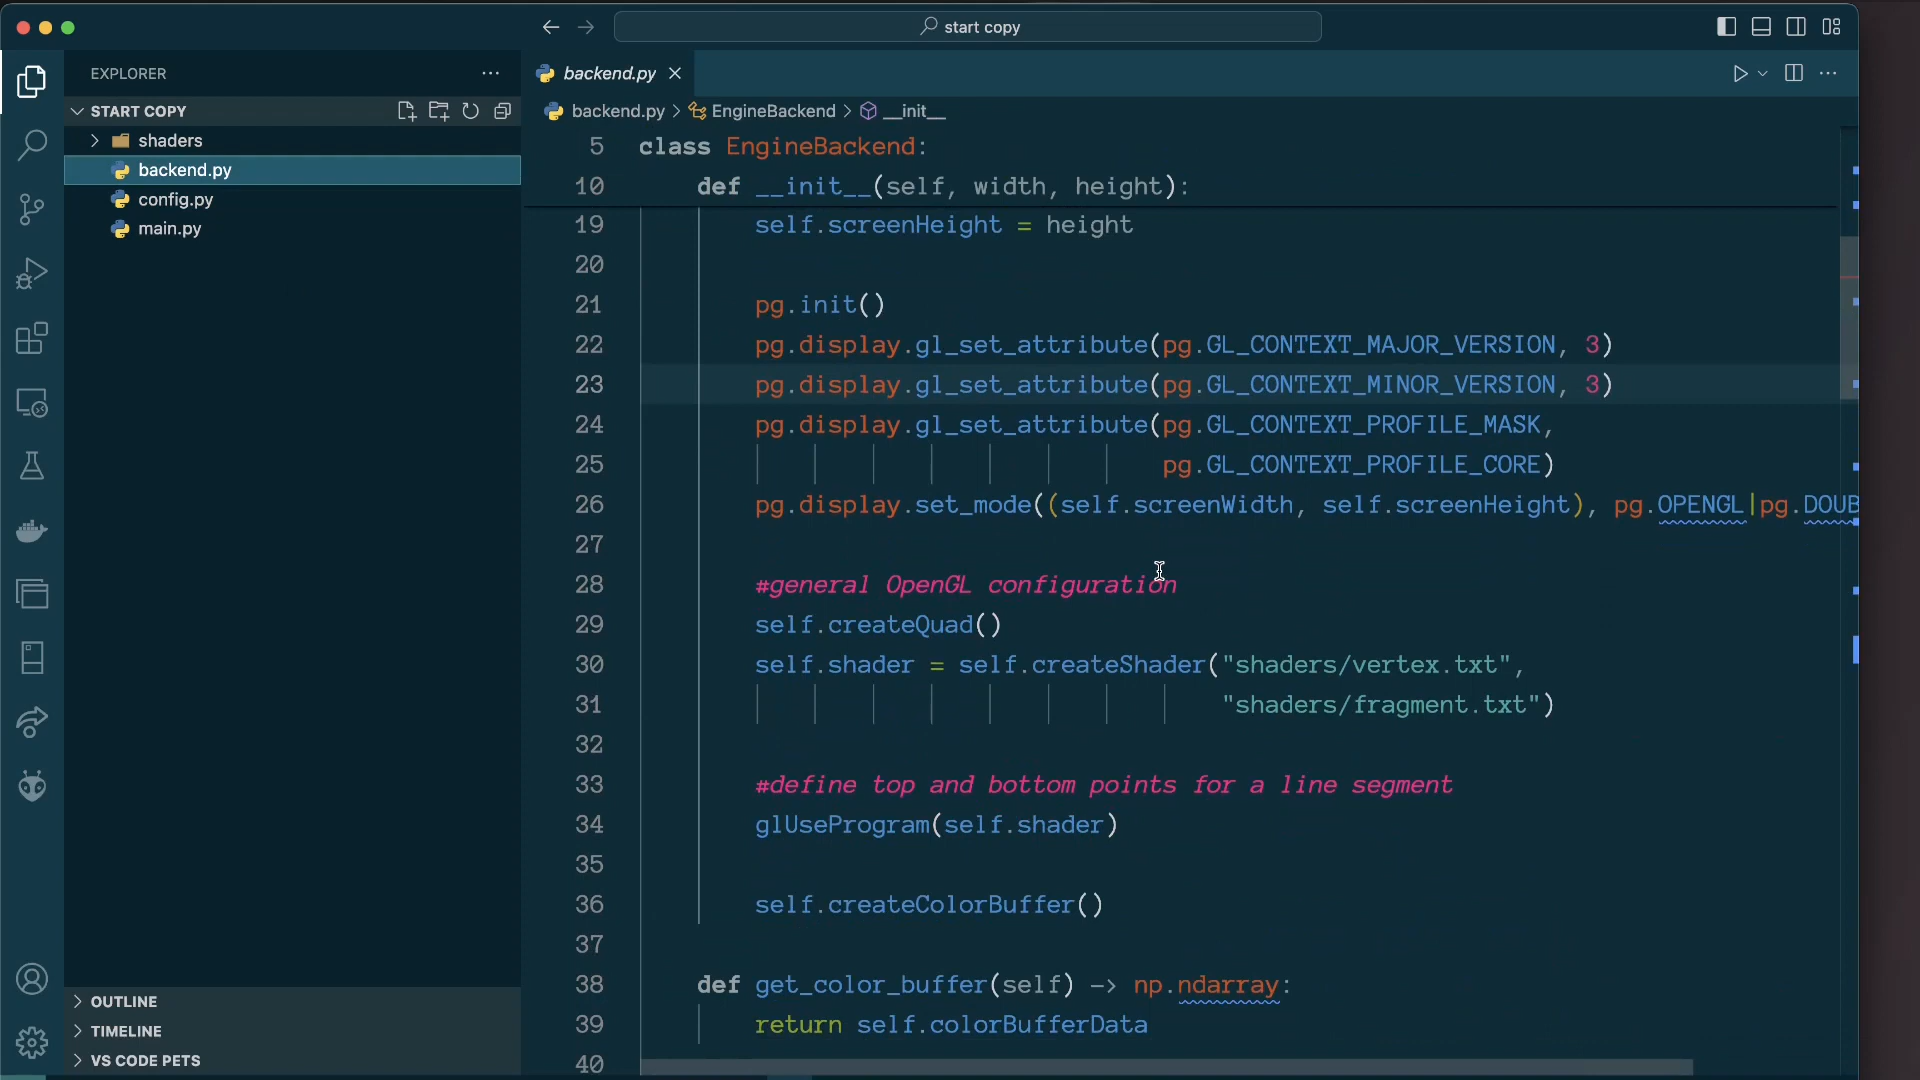 start copy
EXPLORER
START COPY
shaders
backend.py
config.py
main.py
OUTLINE
TIMELINE
VS CODE PETS
backend.py
backend.py > EngineBackend > __init__
5 class EngineBackend:
10 def __init__(self, width, height):
19 self.screenHeight = height
20
21 pg.init()
22 pg.display.gl_set_attribute(pg.GL_CONTEXT_MAJOR_VERSION, 3)
23 pg.display.gl_set_attribute(pg.GL_CONTEXT_MINOR_VERSION, 3)
24 pg.display.gl_set_attribute(pg.GL_CONTEXT_PROFILE_MASK,
25 pg.GL_CONTEXT_PROFILE_CORE)
26 pg.display.set_mode((self.screenWidth, self.screenHeight), pg.OPENGL|pg.DOUB
27
28 #general OpenGL configuration
29 self.createQuad()
30 self.shader = self.createShader("shaders/vertex.txt",
31 "shaders/fragment.txt")
32
33 #define top and bottom points for a line segment
34 glUseProgram(self.shader)
35
36 self.createColorBuffer()
37
38 def get_color_buffer(self) -> np.ndarray:
39 return self.colorBufferData
40